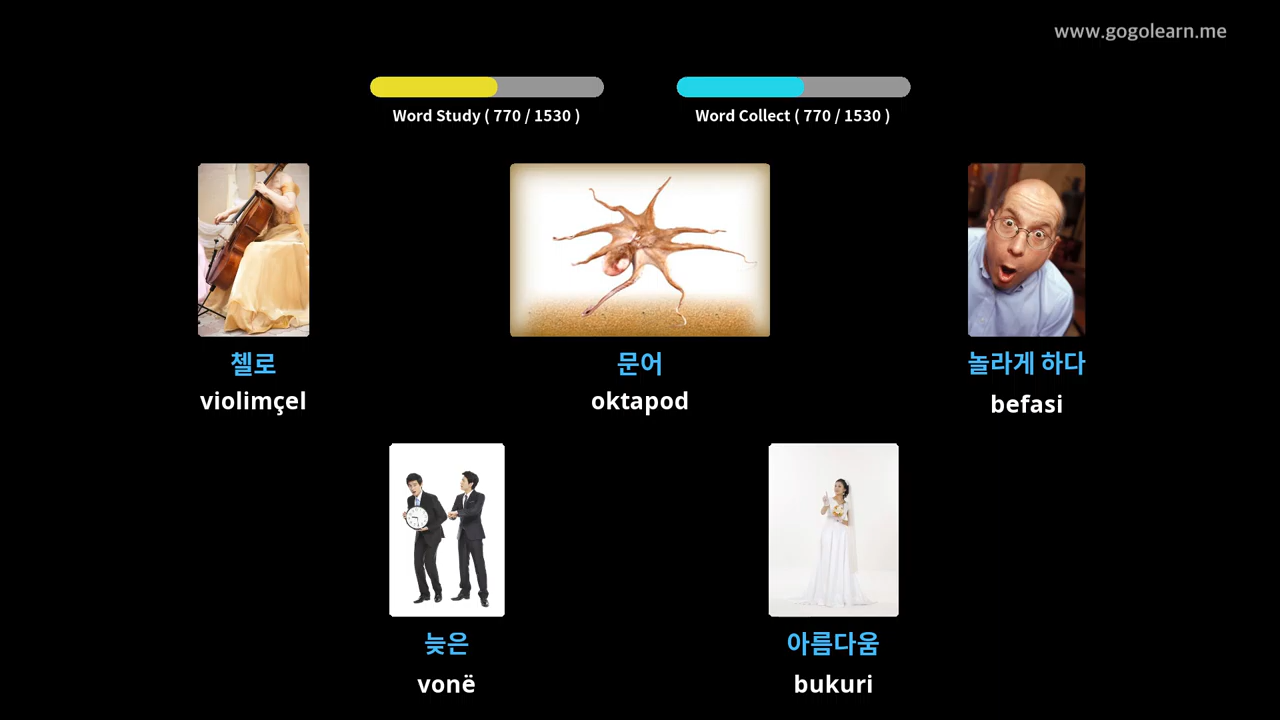 www.gogolearn.me
Word Study ( 770 / 1530 )
Word Collect ( 770 / 1530 )
첼로
violimçel
문어
oktapod
놀라게 하다
befasi
늦은
vonë
아름다움
bukuri